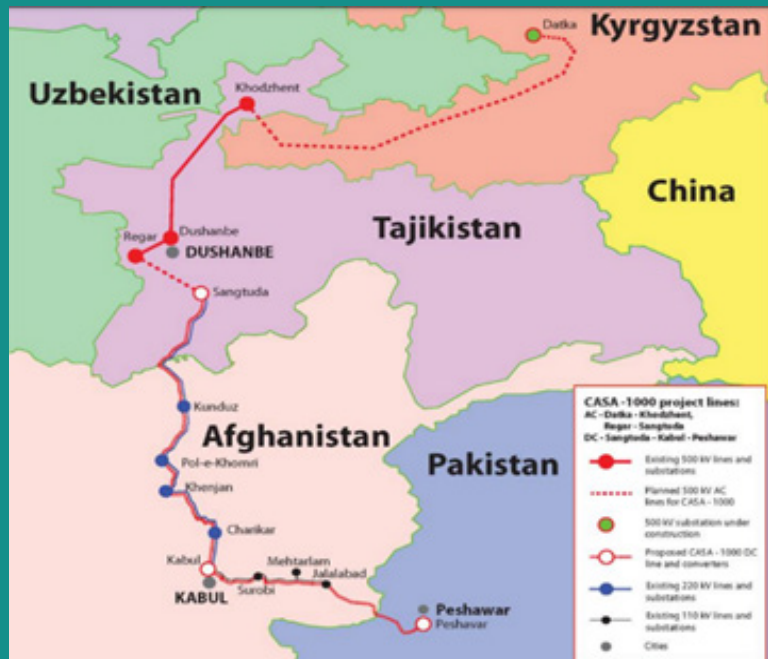 Datka
Kyrgyzstan
Uzbekistan
Khodzhent
China
Tajikistan
Regar
Dushanbe
DUSHANBE
Sangtuda
Kunduz
Afghanistan
Pol-e-Khomri
Pakistan
Khenjan
Charikar
Kabul
Mehtarlam
Surobi
Jalalabad
KABUL
Peshawar
Peshavar
CASA -1000 project lines:
AC - Datka - Khodzhent,
Regar - Sangtuda
DC - Sangtuda - Kabul - Peshawar
Existing 500 kV lines and
substations
Planned 500 kV AC
lines for CASA - 1000
500 kV substation under
construction
Proposed CASA - 1000 DC
line and converters
Existing 220 kV lines and
substations
Existing 110 kV lines and
substations
Cities